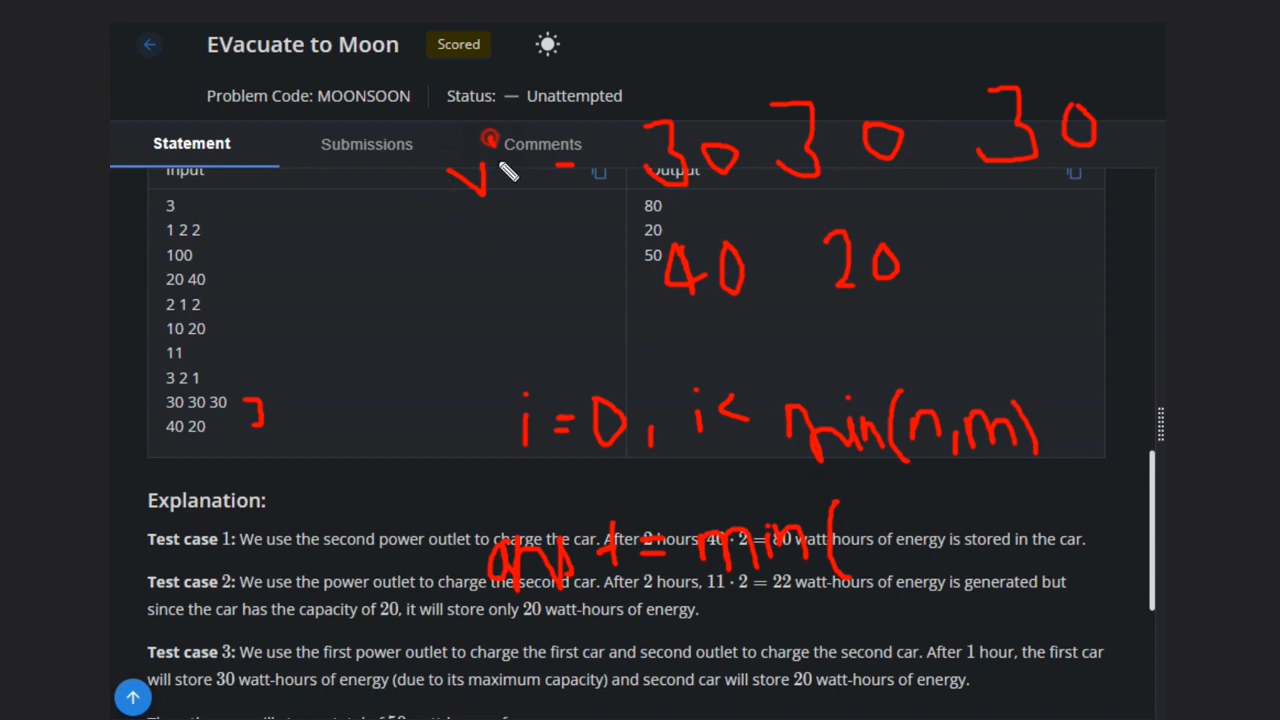 EVacuate to Moon Scored
Problem Code: MOONSOON Status: — Unattempted
30 30 30
Statement Submissions Comments
v -
Input Output
3 80
1 2 2 20
100 50
40 20
20 40
2 1 2
10 20
11
3 2 1
30 30 30
40 20
i=0, i< min(n,m)
Explanation:
ans += min(
Test case 1: We use the second power outlet to charge the car. After 2 hours, 40 · 2 = 80 watt-hours of energy is stored in the car.
Test case 2: We use the power outlet to charge the second car. After 2 hours, 11 · 2 = 22 watt-hours of energy is generated but
since the car has the capacity of 20, it will store only 20 watt-hours of energy.
Test case 3: We use the first power outlet to charge the first car and second outlet to charge the second car. After 1 hour, the first car
will store 30 watt-hours of energy (due to its maximum capacity) and second car will store 20 watt-hours of energy.